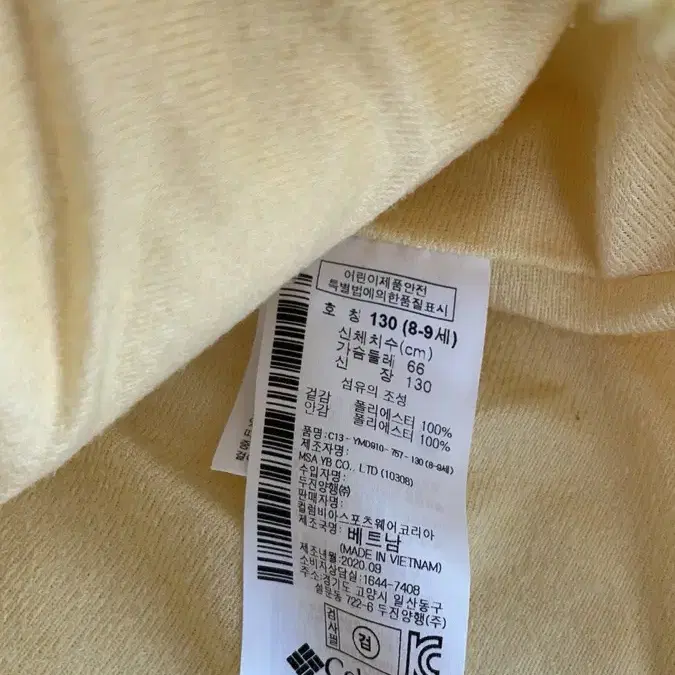 어린이제품안전
특별법에의한품질표시
호 칭 130 (8-9세)
신체치수(cm)
가슴둘레 66
신 장 130
섬유의 조성
겉감 폴리에스터 100%
안감 폴리에스터 100%
품명:C13-YMD910-757-130(8-9세)
제조자명:
MSA YB CO., LTD (10308)
수입자명:
두진양행㈜
판매자명:
컬럼비아스포츠웨어코리아
제조국명: 베트남
(MADE IN VIETNAM)
제조년월:2020.09
소비자상담실:1644-7408
주소:경기도 고양시 일산동구
설문동 722-6 두진양행(주)
검사필 검